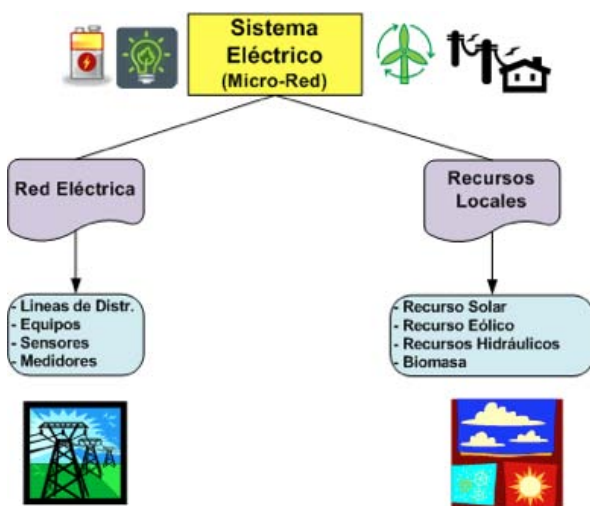 Sistema
Eléctrico
(Micro-Red)
Red Eléctrica
Recursos
Locales
- Lineas de Distr.
- Equipos
- Sensores
- Medidores
- Recurso Solar
- Recurso Eólico
- Recursos Hidráulicos
- Biomasa